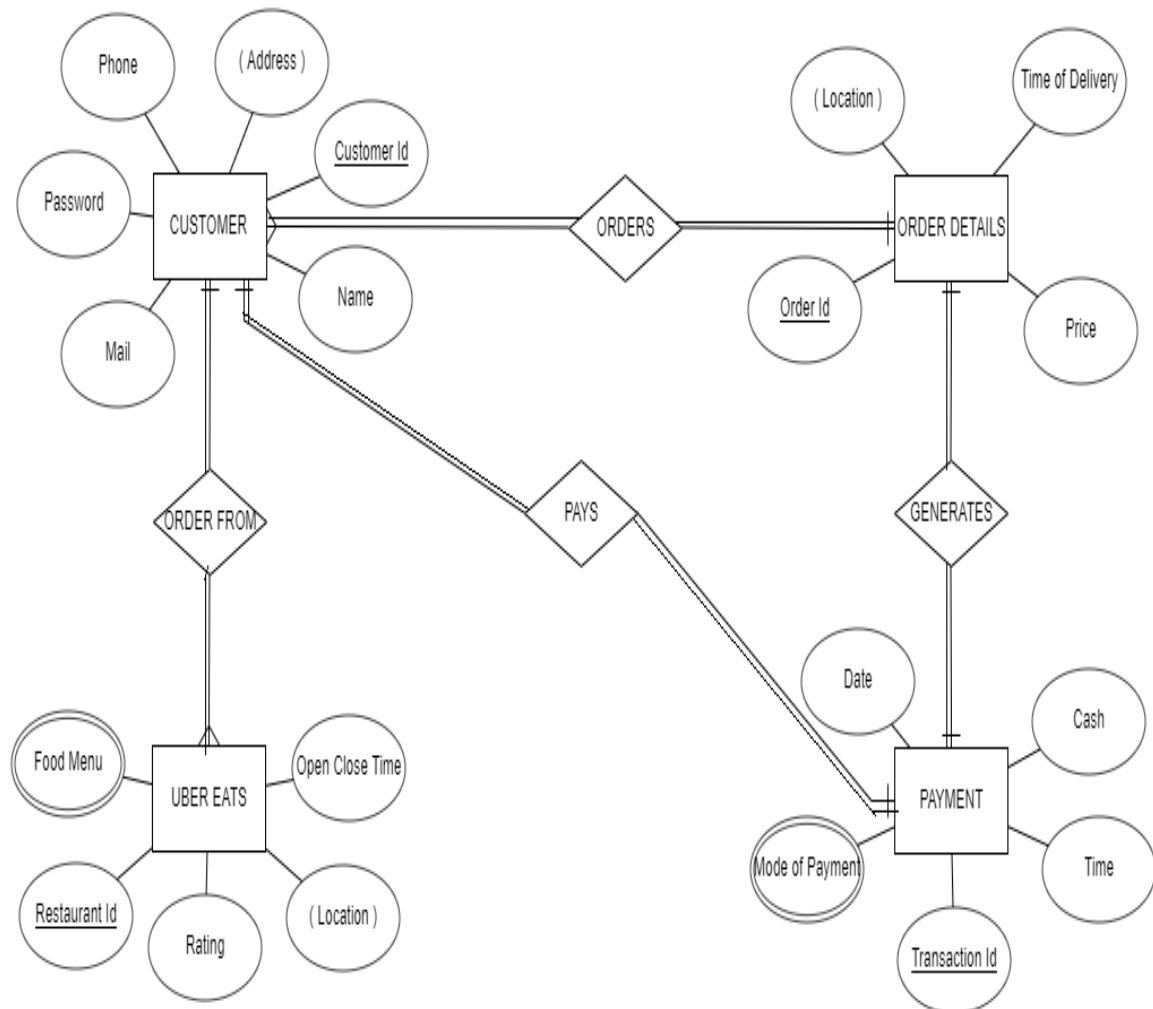 Phone
( Address )
( Location )
Time of Delivery
Customer Id
Password
CUSTOMER
ORDERS
ORDER DETAILS
Name
Order Id
Price
Mail
ORDER FROM
PAYS
GENERATES
Date
Cash
Food Menu
Open Close Time
UBER EATS
PAYMENT
Mode of Payment
Time
Restaurant Id
Rating
( Location )
Transaction Id